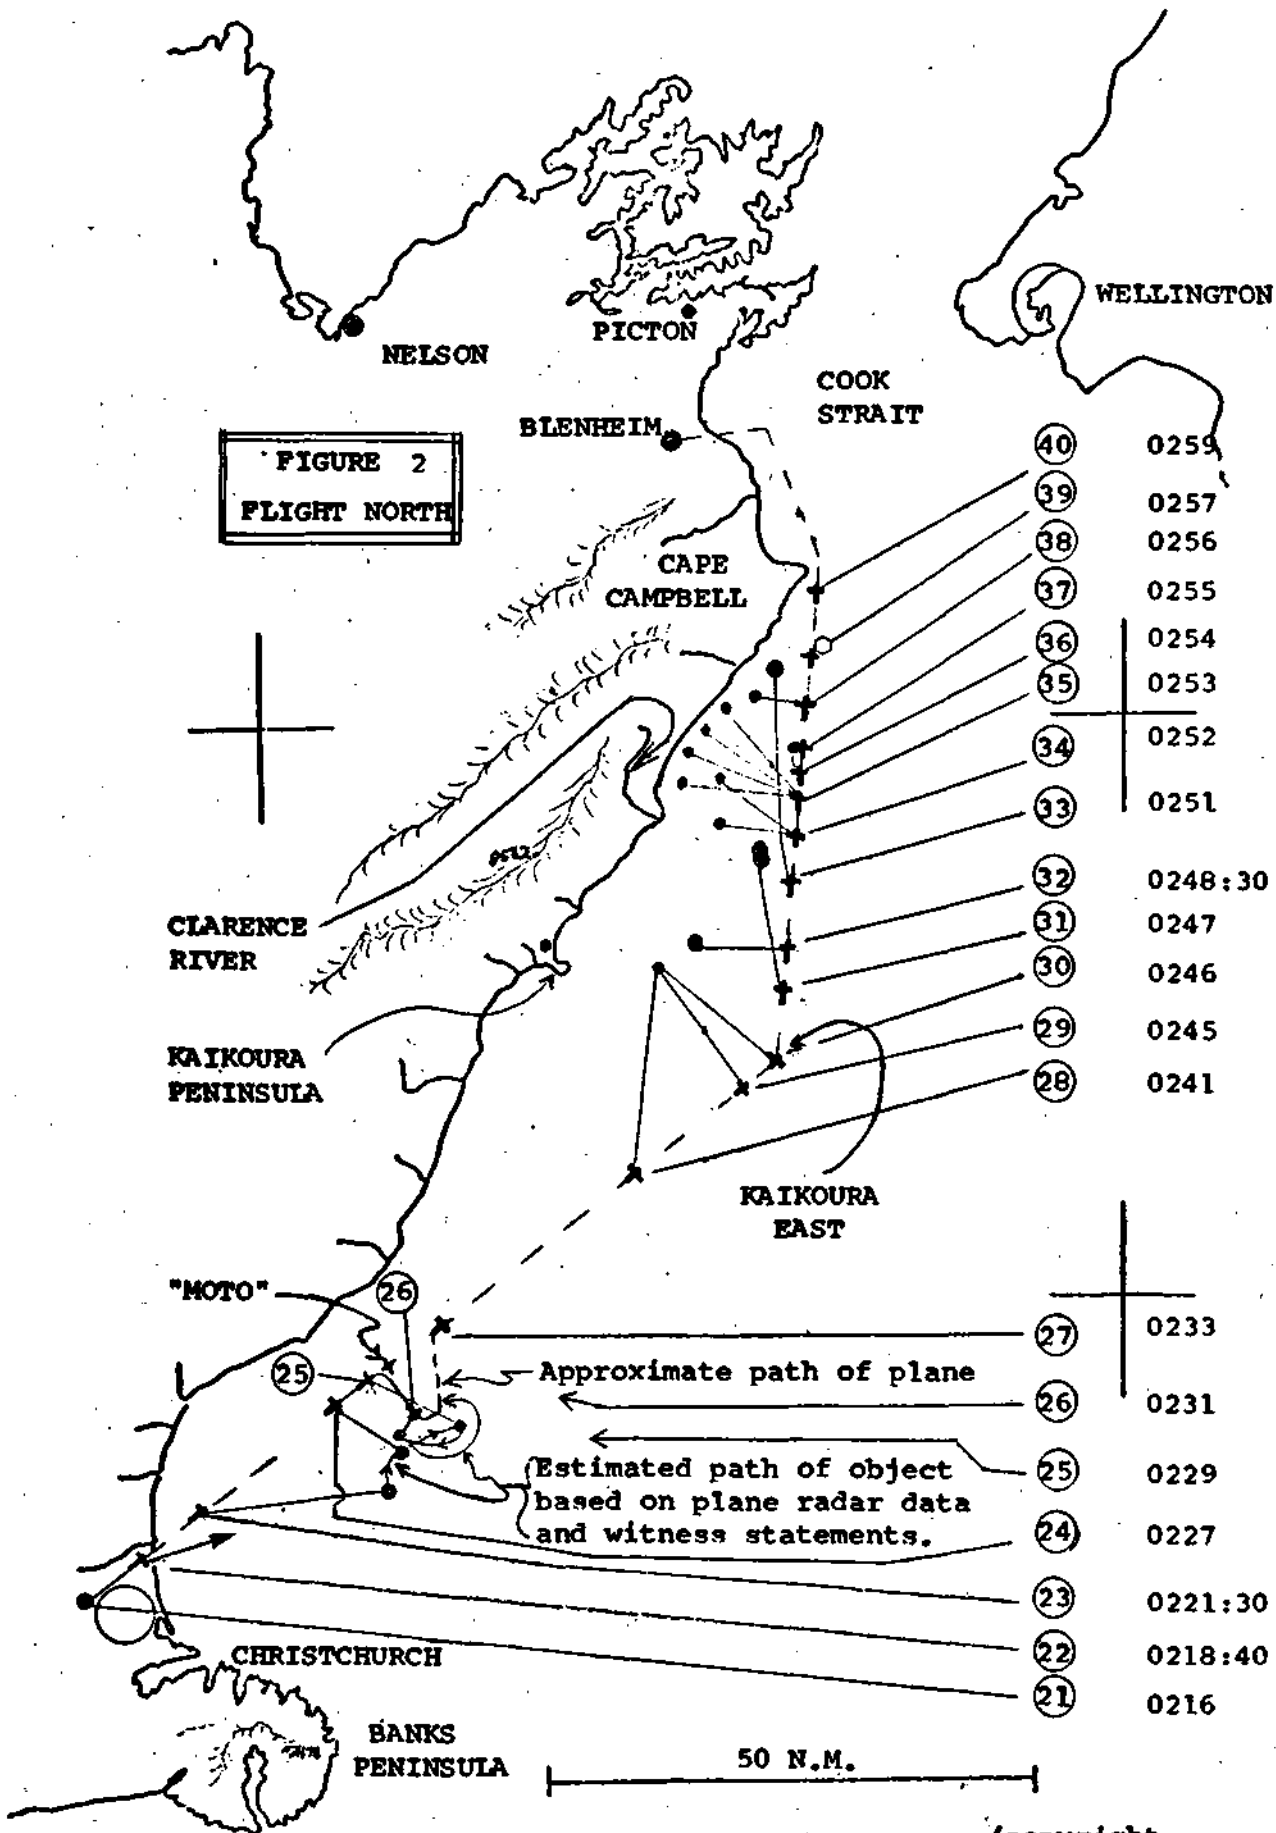 WELLINGTON
PICTON
NELSON
COOK
STRAIT
BLENHEIM
FIGURE 2
FLIGHT NORTH
CAPE
CAMPBELL
40 0259
39 0257
38 0256
37 0255
36 0254
35 0253
34 0252
33 0251
32 0248:30
31 0247
30 0246
29 0245
28 0241
CLARENCE
RIVER
KAIKOURA
PENINSULA
KAIKOURA
EAST
"MOTO"
26
27 0233
25
Approximate path of plane
26 0231
Estimated path of object
based on plane radar data
and witness statements.
25 0229
24 0227
23 0221:30
22 0218:40
21 0216
CHRISTCHURCH
BANKS
PENINSULA
50 N.M.